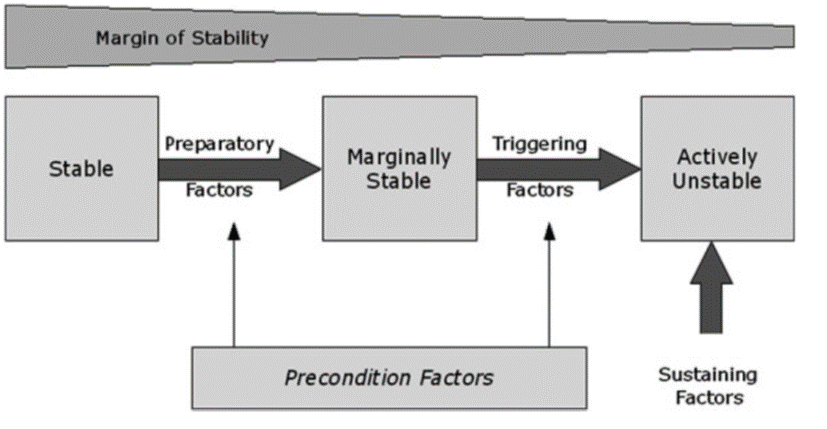 Margin of Stability
Stable
Preparatory
Factors
Marginally
Stable
Triggering
Factors
Actively
Unstable
Precondition Factors
Sustaining
Factors